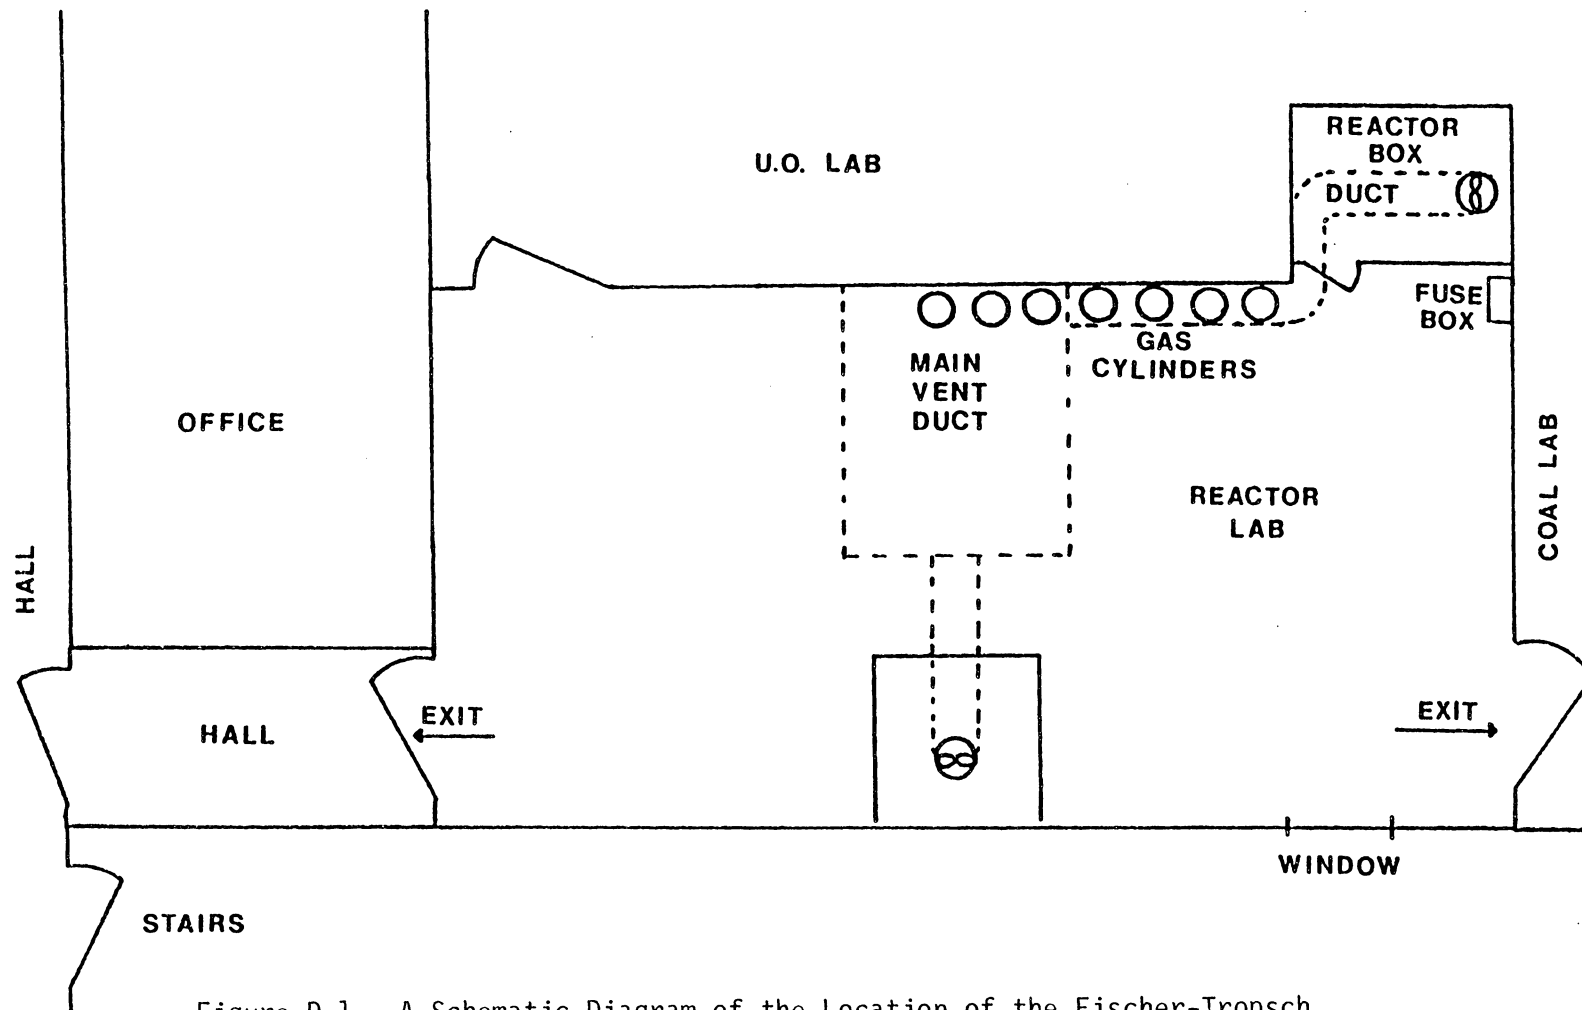 REACTOR
BOX
U.O. LAB
DUCT
FUSE
BOX
GAS
CYLINDERS
MAIN
VENT
DUCT
OFFICE
REACTOR
LAB
COAL LAB
HALL
EXIT
EXIT
HALL
WINDOW
STAIRS
Figure D.1 A Schematic Diagram of the Location of the Fischer-Tropsch